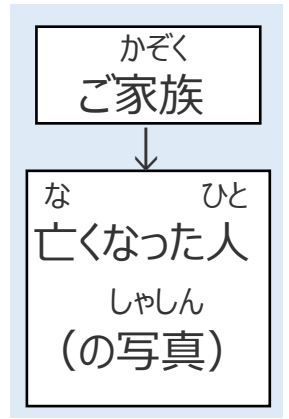 かぞく
ご家族
↓
な ひと
亡くなった人
しゃしん
(の写真)